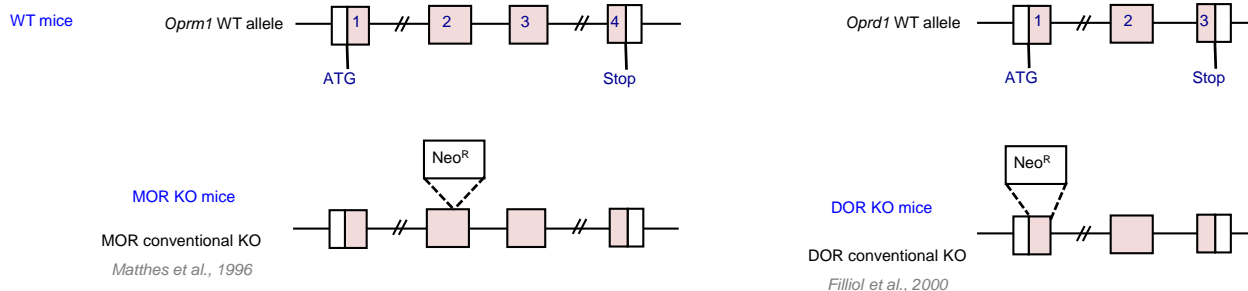 WT mice
Oprm1 WT allele
1
2
3
4
ATG
Stop
Oprd1 WT allele
1
2
3
ATG
Stop
Neo^R
MOR KO mice
MOR conventional KO
Matthes et al., 1996
Neo^R
DOR KO mice
DOR conventional KO
Filliol et al., 2000